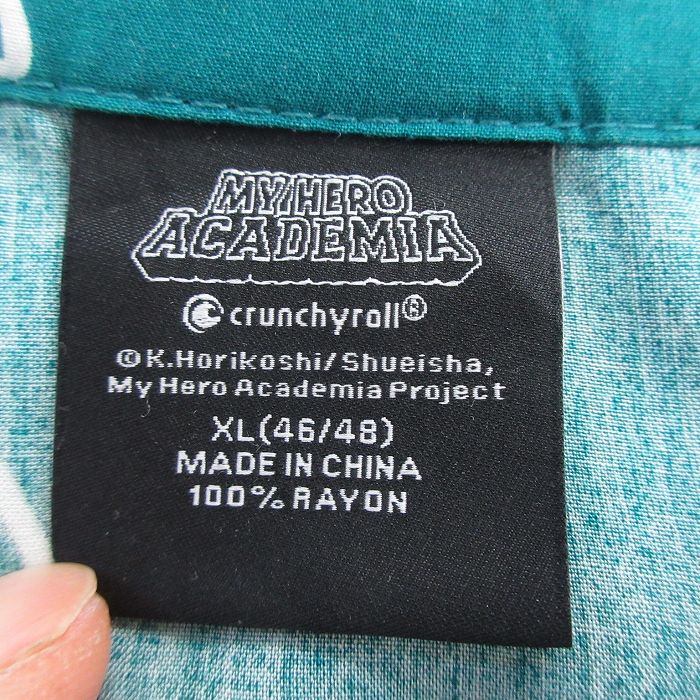 MY HERO
ACADEMIA
crunchyroll®
©K.Horikoshi/Shueisha,
My Hero Academia Project
XL(46/48)
MADE IN CHINA
100% RAYON